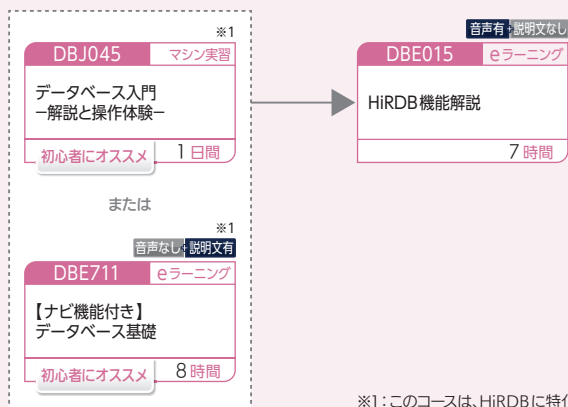 ※1
DBJ045 マシン実習
データベース入門
−解説と操作体験−
初心者にオススメ 1日間
または
※1
音声なし+説明文有
DBE711 eラーニング
【ナビ機能付き】
データベース基礎
初心者にオススメ 8時間
音声有+説明文なし
DBE015 eラーニング
HiRDB機能解説
7時間
※1：このコースは、HiRDBに特